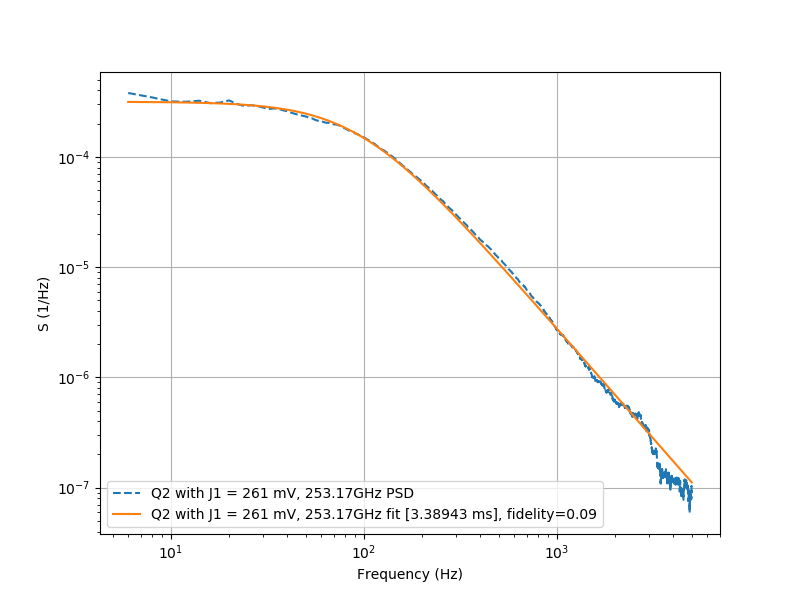 10⁻⁴
10⁻⁵
10⁻⁶
10⁻⁷
S (1/Hz)
Q2 with J1 = 261 mV, 253.17GHz PSD
Q2 with J1 = 261 mV, 253.17GHz fit [3.38943 ms], fidelity=0.09
10¹ 10² 10³
Frequency (Hz)